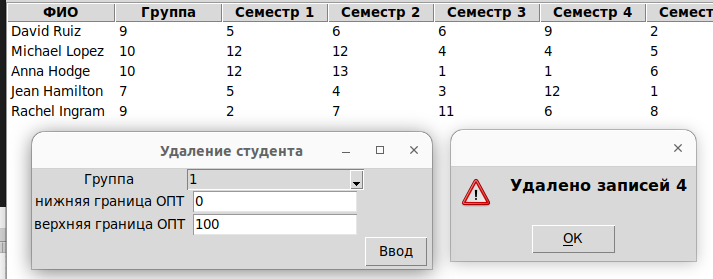 ФИО Группа Семестр 1 Семестр 2 Семестр 3 Семестр 4 Семест
David Ruiz 9 5 6 6 9 2
Michael Lopez 10 12 12 4 4 5
Anna Hodge 10 12 13 1 1 6
Jean Hamilton 7 5 4 3 12 1
Rachel Ingram 9 2 7 11 6 8
Удаление студента
Группа 1
нижняя граница ОПТ 0
верхняя граница ОПТ 100
Ввод
Удалено записей 4
ОК